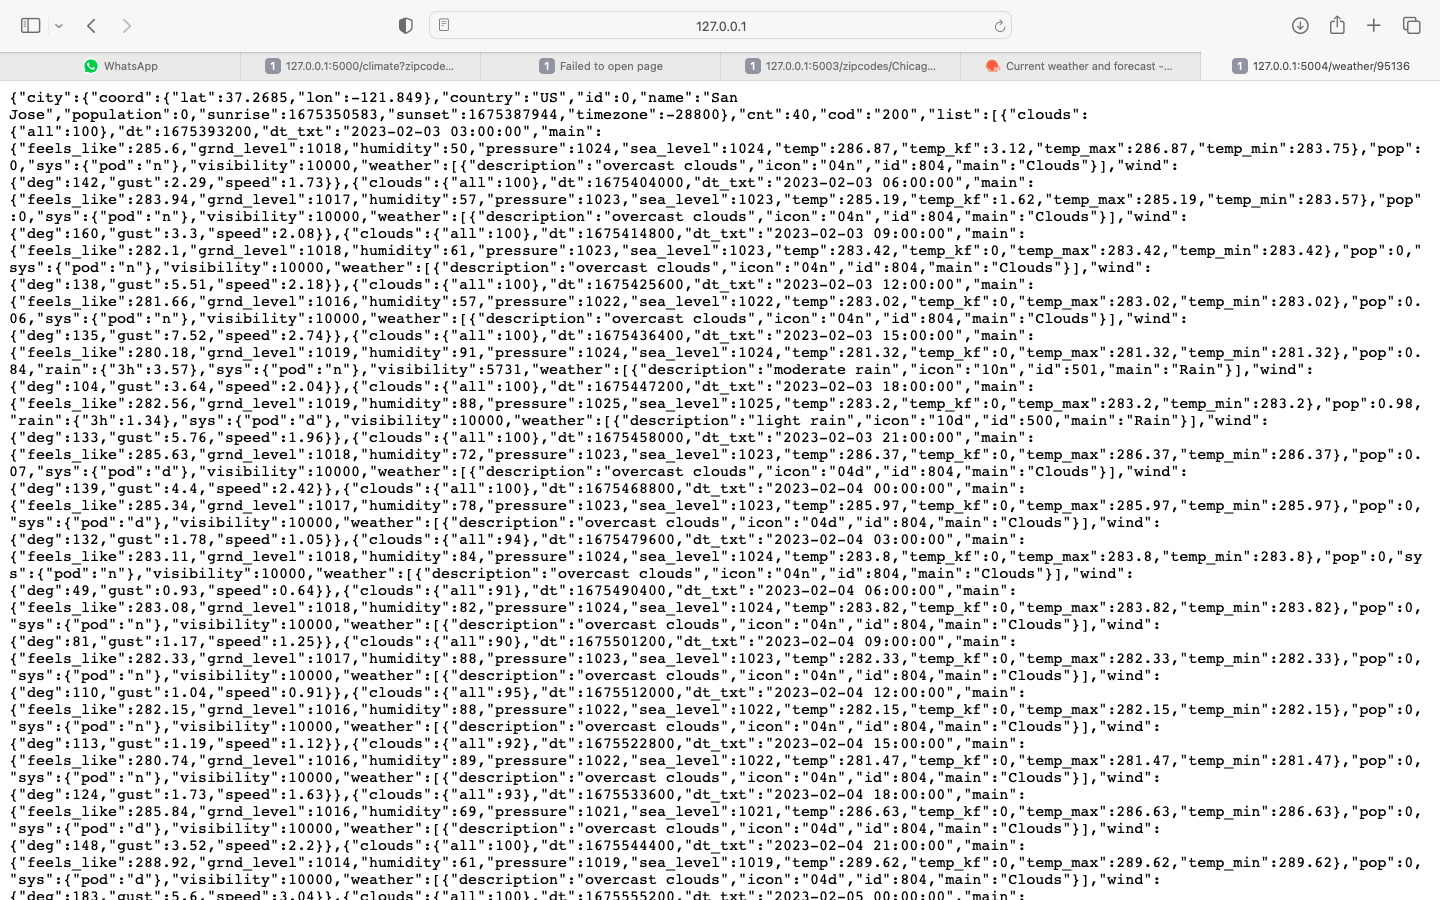 127.0.0.1
WhatsApp
1 127.0.0.1:5000/climate?zipcode...
1 Failed to open page
1 127.0.0.1:5003/zipcodes/Chicag...
Current weather and forecast -...
1 127.0.0.1:5004/weather/95136
{"city":{"coord":{"lat":37.2685,"lon":-121.849},"country":"US","id":0,"name":"San
Jose","population":0,"sunrise":1675350583,"sunset":1675387944,"timezone":-28800},"cnt":40,"cod":"200","list":[{"clouds":
{"all":100},"dt":1675393200,"dt_txt":"2023-02-03 03:00:00","main":
{"feels_like":285.6,"grnd_level":1018,"humidity":50,"pressure":1024,"sea_level":1024,"temp":286.87,"temp_kf":3.12,"temp_max":286.87,"temp_min":283.75},"pop":
0,"sys":{"pod":"n"},"visibility":10000,"weather":[{"description":"overcast clouds","icon":"04n","id":804,"main":"Clouds"}],"wind":
{"deg":142,"gust":2.29,"speed":1.73}},{"clouds":{"all":100},"dt":1675404000,"dt_txt":"2023-02-03 06:00:00","main":
{"feels_like":283.94,"grnd_level":1017,"humidity":57,"pressure":1023,"sea_level":1023,"temp":285.19,"temp_kf":1.62,"temp_max":285.19,"temp_min":283.57},"pop"
:0,"sys":{"pod":"n"},"visibility":10000,"weather":[{"description":"overcast clouds","icon":"04n","id":804,"main":"Clouds"}],"wind":
{"deg":160,"gust":3.3,"speed":2.08}},{"clouds":{"all":100},"dt":1675414800,"dt_txt":"2023-02-03 09:00:00","main":
{"feels_like":282.1,"grnd_level":1018,"humidity":61,"pressure":1023,"sea_level":1023,"temp":283.42,"temp_kf":0,"temp_max":283.42,"temp_min":283.42},"pop":0,"
sys":{"pod":"n"},"visibility":10000,"weather":[{"description":"overcast clouds","icon":"04n","id":804,"main":"Clouds"}],"wind":
{"deg":138,"gust":5.51,"speed":2.18}},{"clouds":{"all":100},"dt":1675425600,"dt_txt":"2023-02-03 12:00:00","main":
{"feels_like":281.66,"grnd_level":1016,"humidity":57,"pressure":1022,"sea_level":1022,"temp":283.02,"temp_kf":0,"temp_max":283.02,"temp_min":283.02},"pop":0.
06,"sys":{"pod":"n"},"visibility":10000,"weather":[{"description":"overcast clouds","icon":"04n","id":804,"main":"Clouds"}],"wind":
{"deg":135,"gust":7.52,"speed":2.74}},{"clouds":{"all":100},"dt":1675436400,"dt_txt":"2023-02-03 15:00:00","main":
{"feels_like":280.18,"grnd_level":1019,"humidity":91,"pressure":1024,"sea_level":1024,"temp":281.32,"temp_kf":0,"temp_max":281.32,"temp_min":281.32},"pop":0.
84,"rain":{"3h":3.57},"sys":{"pod":"n"},"visibility":5731,"weather":[{"description":"moderate rain","icon":"10n","id":501,"main":"Rain"}],"wind":
{"deg":104,"gust":3.64,"speed":2.04}},{"clouds":{"all":100},"dt":1675447200,"dt_txt":"2023-02-03 18:00:00","main":
{"feels_like":282.56,"grnd_level":1019,"humidity":88,"pressure":1025,"sea_level":1025,"temp":283.2,"temp_kf":0,"temp_max":283.2,"temp_min":283.2},"pop":0.98,
"rain":{"3h":1.34},"sys":{"pod":"d"},"visibility":10000,"weather":[{"description":"light rain","icon":"10d","id":500,"main":"Rain"}],"wind":
{"deg":133,"gust":5.76,"speed":1.96}},{"clouds":{"all":100},"dt":1675458000,"dt_txt":"2023-02-03 21:00:00","main":
{"feels_like":285.63,"grnd_level":1018,"humidity":72,"pressure":1023,"sea_level":1023,"temp":286.37,"temp_kf":0,"temp_max":286.37,"temp_min":286.37},"pop":0.
07,"sys":{"pod":"d"},"visibility":10000,"weather":[{"description":"overcast clouds","icon":"04d","id":804,"main":"Clouds"}],"wind":
{"deg":139,"gust":4.4,"speed":2.42}},{"clouds":{"all":100},"dt":1675468800,"dt_txt":"2023-02-04 00:00:00","main":
{"feels_like":285.34,"grnd_level":1017,"humidity":78,"pressure":1023,"sea_level":1023,"temp":285.97,"temp_kf":0,"temp_max":285.97,"temp_min":285.97},"pop":0,
"sys":{"pod":"d"},"visibility":10000,"weather":[{"description":"overcast clouds","icon":"04d","id":804,"main":"Clouds"}],"wind":
{"deg":132,"gust":1.78,"speed":1.05}},{"clouds":{"all":94},"dt":1675479600,"dt_txt":"2023-02-04 03:00:00","main":
{"feels_like":283.11,"grnd_level":1018,"humidity":84,"pressure":1024,"sea_level":1024,"temp":283.8,"temp_kf":0,"temp_max":283.8,"temp_min":283.8},"pop":0,"sy
s":{"pod":"n"},"visibility":10000,"weather":[{"description":"overcast clouds","icon":"04n","id":804,"main":"Clouds"}],"wind":
{"deg":49,"gust":0.93,"speed":0.64}},{"clouds":{"all":91},"dt":1675490400,"dt_txt":"2023-02-04 06:00:00","main":
{"feels_like":283.08,"grnd_level":1018,"humidity":82,"pressure":1024,"sea_level":1024,"temp":283.82,"temp_kf":0,"temp_max":283.82,"temp_min":283.82},"pop":0,
"sys":{"pod":"n"},"visibility":10000,"weather":[{"description":"overcast clouds","icon":"04n","id":804,"main":"Clouds"}],"wind":
{"deg":81,"gust":1.17,"speed":1.25}},{"clouds":{"all":90},"dt":1675501200,"dt_txt":"2023-02-04 09:00:00","main":
{"feels_like":282.33,"grnd_level":1017,"humidity":88,"pressure":1023,"sea_level":1023,"temp":282.33,"temp_kf":0,"temp_max":282.33,"temp_min":282.33},"pop":0,
"sys":{"pod":"n"},"visibility":10000,"weather":[{"description":"overcast clouds","icon":"04n","id":804,"main":"Clouds"}],"wind":
{"deg":110,"gust":1.04,"speed":0.91}},{"clouds":{"all":95},"dt":1675512000,"dt_txt":"2023-02-04 12:00:00","main":
{"feels_like":282.15,"grnd_level":1016,"humidity":88,"pressure":1022,"sea_level":1022,"temp":282.15,"temp_kf":0,"temp_max":282.15,"temp_min":282.15},"pop":0,
"sys":{"pod":"n"},"visibility":10000,"weather":[{"description":"overcast clouds","icon":"04n","id":804,"main":"Clouds"}],"wind":
{"deg":113,"gust":1.19,"speed":1.12}},{"clouds":{"all":92},"dt":1675522800,"dt_txt":"2023-02-04 15:00:00","main":
{"feels_like":280.74,"grnd_level":1016,"humidity":89,"pressure":1022,"sea_level":1022,"temp":281.47,"temp_kf":0,"temp_max":281.47,"temp_min":281.47},"pop":0,
"sys":{"pod":"n"},"visibility":10000,"weather":[{"description":"overcast clouds","icon":"04n","id":804,"main":"Clouds"}],"wind":
{"deg":124,"gust":1.73,"speed":1.63}},{"clouds":{"all":93},"dt":1675533600,"dt_txt":"2023-02-04 18:00:00","main":
{"feels_like":285.84,"grnd_level":1016,"humidity":69,"pressure":1021,"sea_level":1021,"temp":286.63,"temp_kf":0,"temp_max":286.63,"temp_min":286.63},"pop":0,
"sys":{"pod":"d"},"visibility":10000,"weather":[{"description":"overcast clouds","icon":"04d","id":804,"main":"Clouds"}],"wind":
{"deg":148,"gust":3.52,"speed":2.2}},{"clouds":{"all":100},"dt":1675544400,"dt_txt":"2023-02-04 21:00:00","main":
{"feels_like":288.92,"grnd_level":1014,"humidity":61,"pressure":1019,"sea_level":1019,"temp":289.62,"temp_kf":0,"temp_max":289.62,"temp_min":289.62},"pop":0,
"sys":{"pod":"d"},"visibility":10000,"weather":[{"description":"overcast clouds","icon":"04d","id":804,"main":"Clouds"}],"wind":
{"deg":183,"gust":5.6,"speed":3.04}},{"clouds":{"all":100},"dt":1675555200,"dt_txt":"2023-02-05 00:00:00","main":